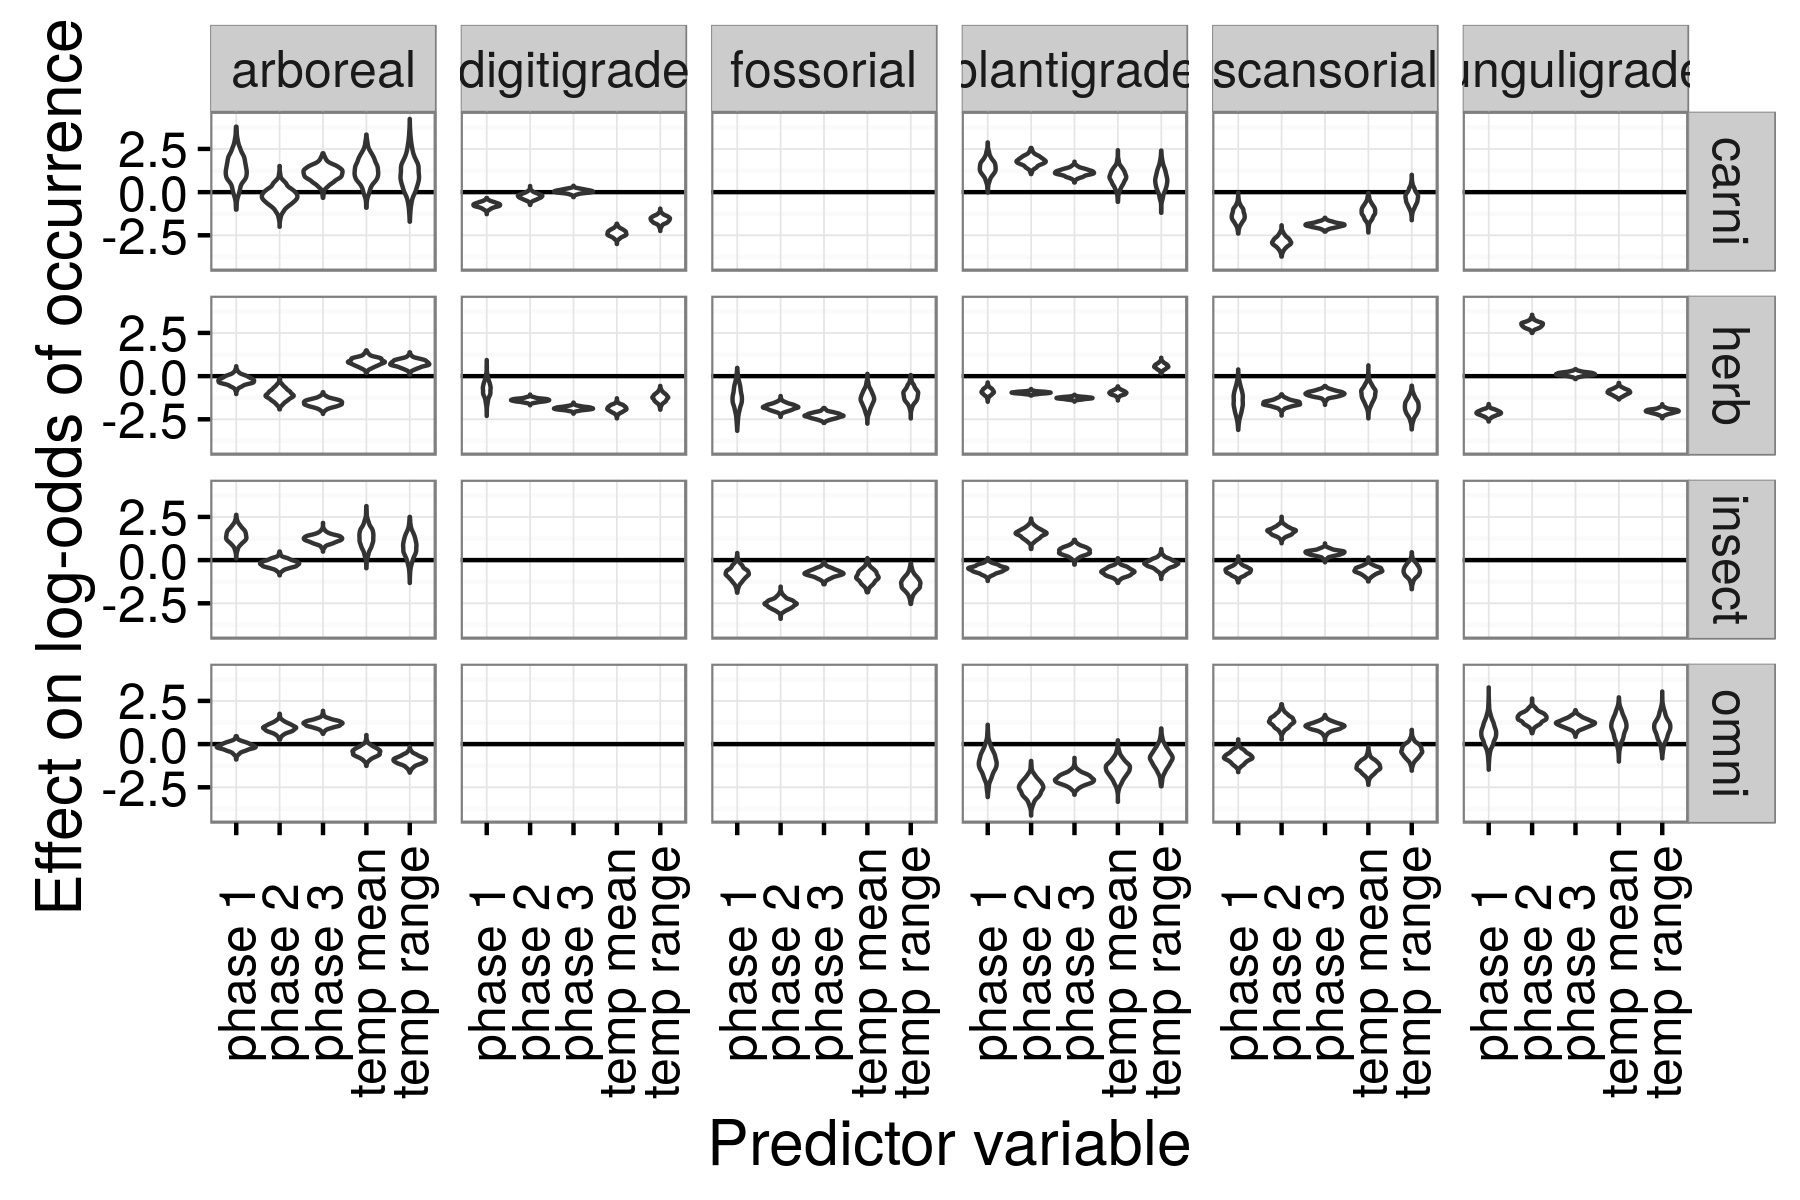 Effect on log-odds of occurrence
arboreal
digitigrade
fossorial
plantigrade
scansorial
unguligrade
2.5
0.0
-2.5
carni
2.5
0.0
-2.5
herb
2.5
0.0
-2.5
insect
2.5
0.0
-2.5
omni
phase 1
phase 2
phase 3
temp mean
temp range
phase 1
phase 2
phase 3
temp mean
temp range
phase 1
phase 2
phase 3
temp mean
temp range
phase 1
phase 2
phase 3
temp mean
temp range
phase 1
phase 2
phase 3
temp mean
temp range
phase 1
phase 2
phase 3
temp mean
temp range
Predictor variable